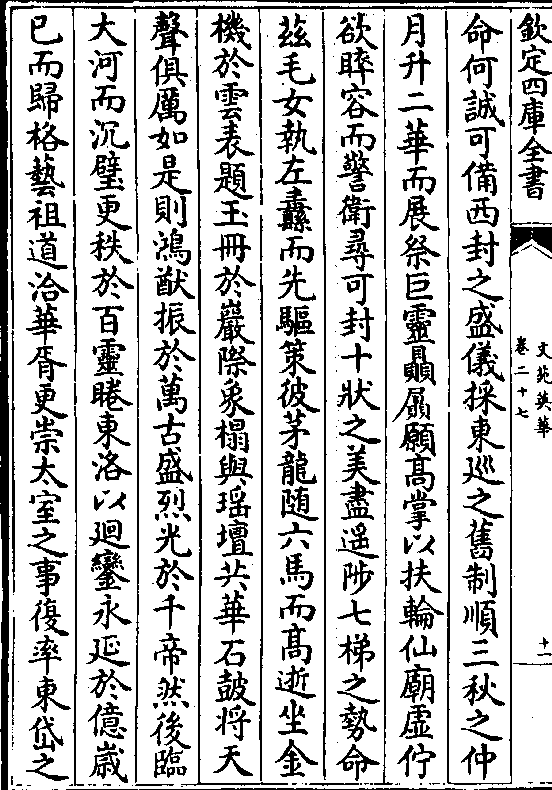 欽定四庫全書
文苑英華
卷二十七
十一
命何誠可備西封之盛儀採東巡之舊制順三秋之仲
月升二華而展祭巨靈贔屭願髙掌以扶輪仙廟虚佇
欲睟容而警衛尋可封十狀之美盡遥陟七梯之勢命
兹毛女執左纛而先驅策彼茅龍随六馬而髙逝坐金
機於雲表題玉冊於巖際象榻與瑶壇共華石鼓将天
聲俱厲如是則鴻猷振於萬古盛烈光於千帝然後臨
大河而沉璧更秩於百靈睠東洛以廻鑾永延於億歳
已而歸格藝祖道洽華胥更崇太室之事復率東岱之